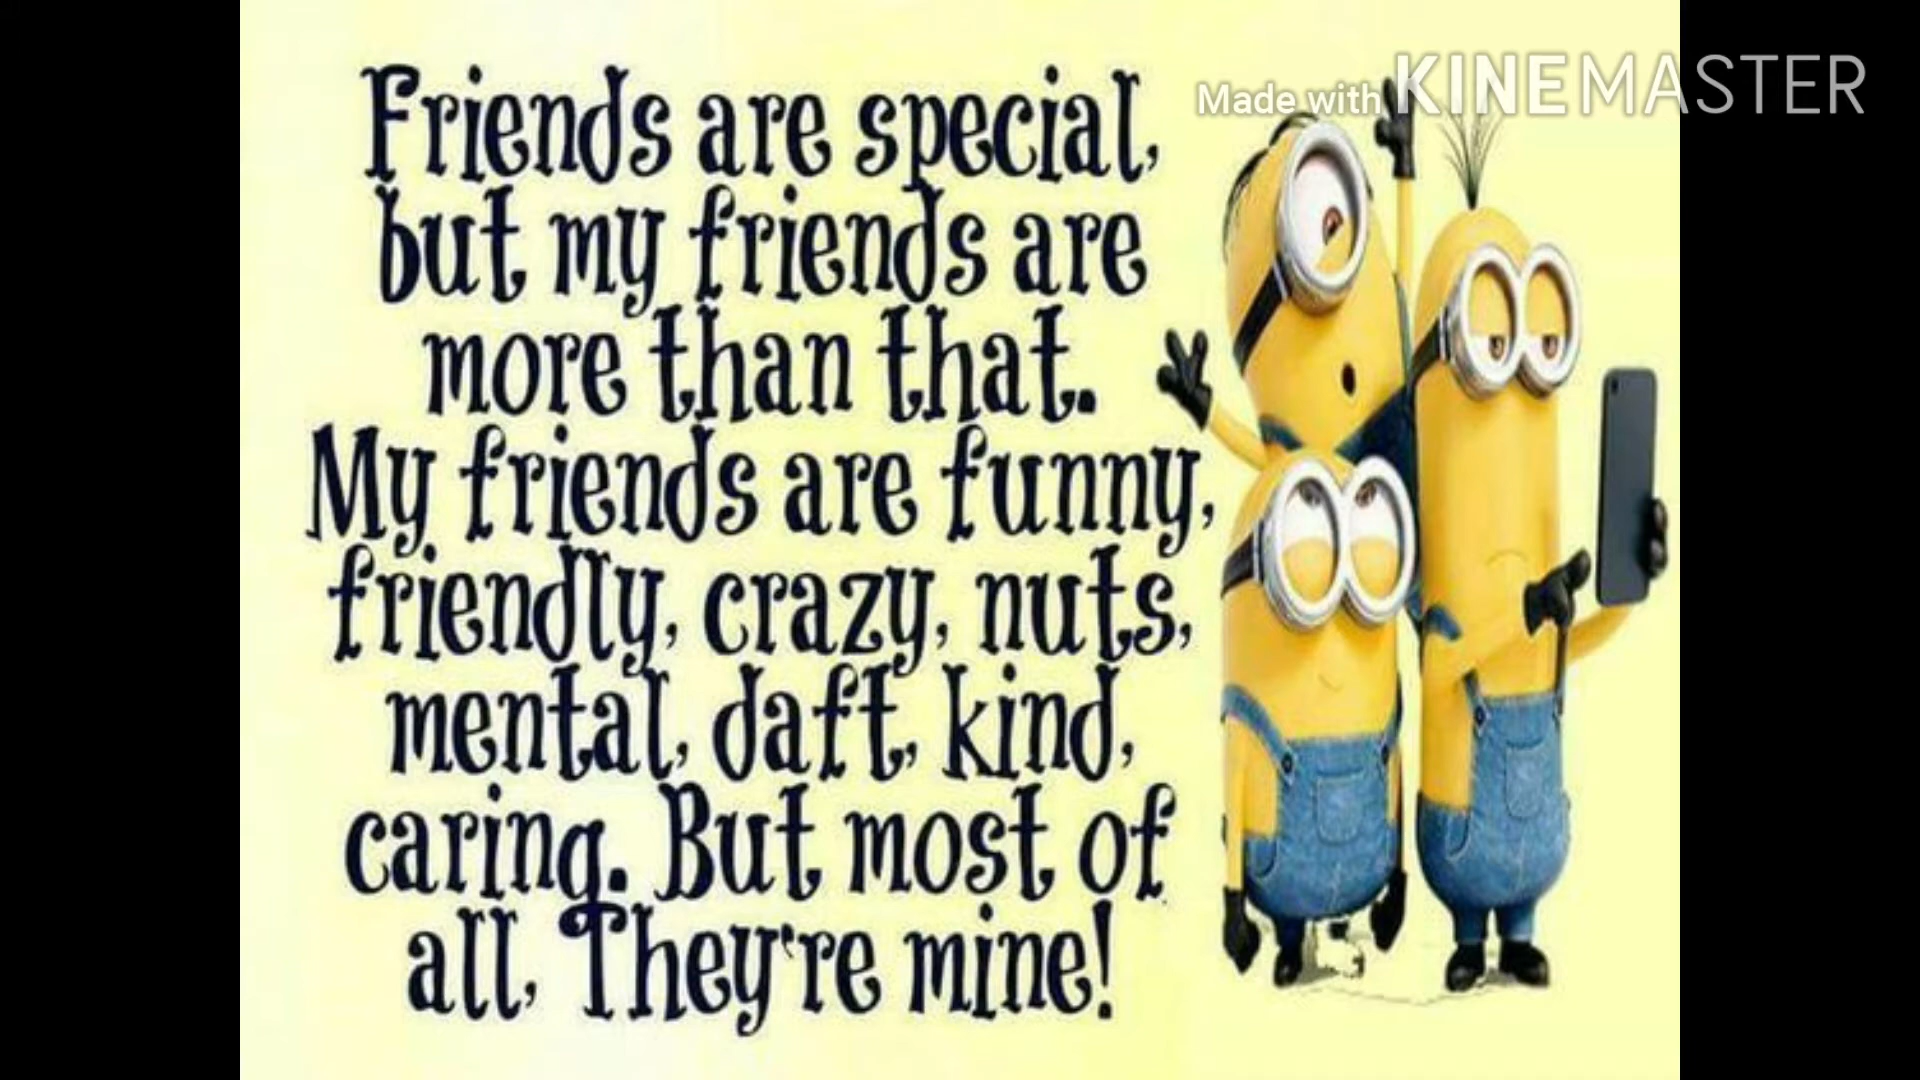 Friends are special,
but my friends are
more than that.
My friends are funny,
friendly, crazy, nuts,
mental, daft, kind,
caring. But most of
all, They're mine!
Made with KINEMASTER